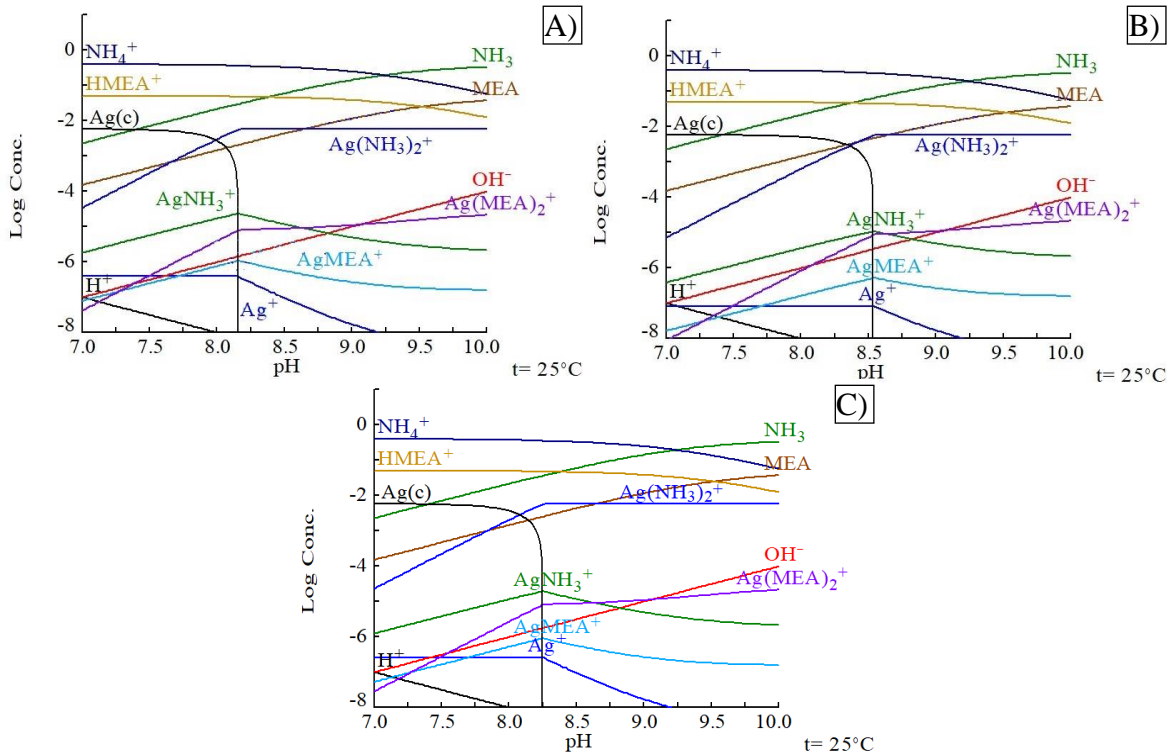 A)
0
-2
-4
-6
-8
Log Conc.
NH₄⁺
HMEA⁺
Ag(c)
NH₃
MEA
Ag(NH₃)₂⁺
AgNH₃⁺
OH⁻
Ag(MEA)₂⁺
AgMEA⁺
H⁺
Ag⁺
7.0 7.5 8.0 8.5 9.0 9.5 10.0
pH
t= 25°C
B)
0
-2
-4
-6
-8
Log Conc.
NH₄⁺
HMEA⁺
Ag(c)
NH₃
MEA
Ag(NH₃)₂⁺
OH⁻
Ag(MEA)₂⁺
AgNH₃⁺
AgMEA⁺
H⁺
Ag⁺
7.0 7.5 8.0 8.5 9.0 9.5 10.0
pH
t= 25°C
C)
0
-2
-4
-6
-8
Log Conc.
NH₄⁺
HMEA⁺
Ag(c)
NH₃
MEA
Ag(NH₃)₂⁺
OH⁻
AgNH₃⁺
Ag(MEA)₂⁺
AgMEA⁺
Ag⁺
H⁺
7.0 7.5 8.0 8.5 9.0 9.5 10.0
pH
t= 25°C